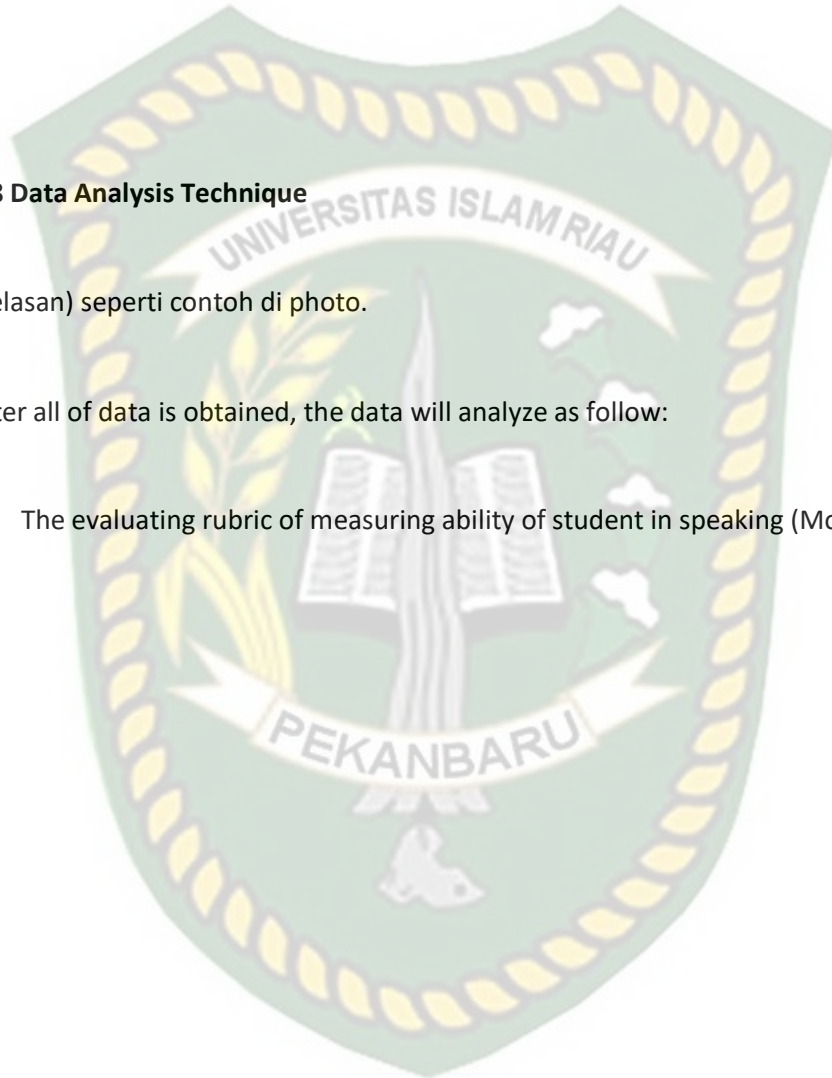 8 Data Analysis Technique
UNIVERSITAS ISLAM RIAU
elasan) seperti contoh di photo.
ter all of data is obtained, the data will analyze as follow:
The evaluating rubric of measuring ability of student in speaking (Mo
PEKANBARU